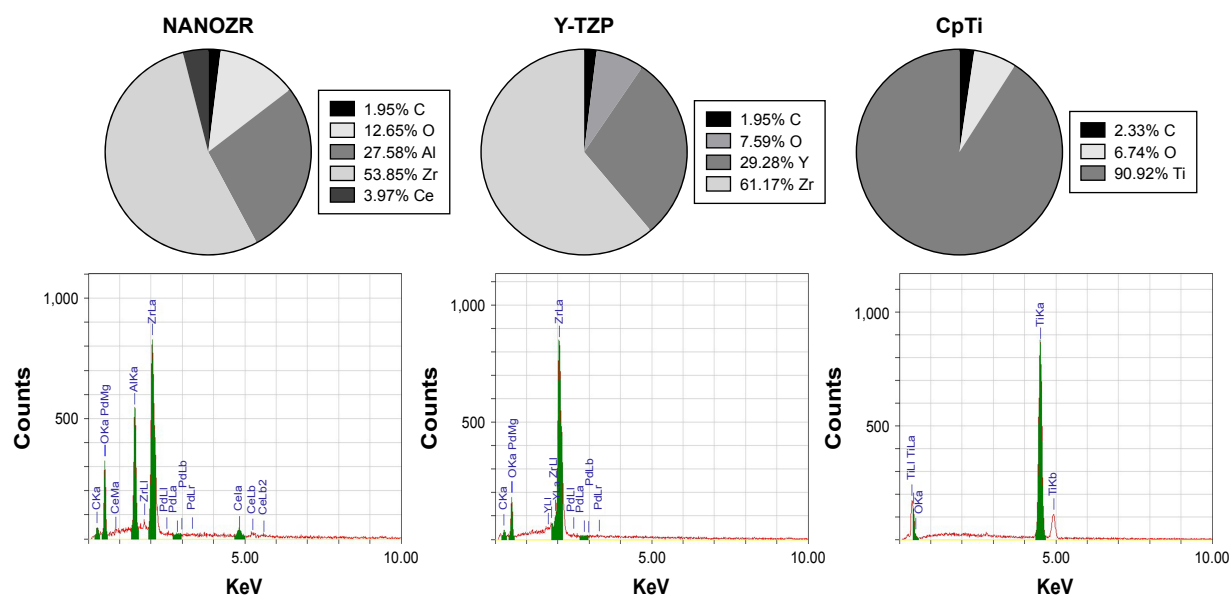 NANOZR
1.95% C
12.65% O
27.58% Al
53.85% Zr
3.97% Ce
Y-TZP
1.95% C
7.59% O
29.28% Y
61.17% Zr
CpTi
2.33% C
6.74% O
90.92% Ti
Counts
1,000
500
CKa
OKa PdMg
CeMa
AlKa
ZrLl
ZrLa
PdLl
PdLa
PdLb
PdLr
Cela
CeLb
CeLb2
5.00
10.00
KeV
Counts
1,000
500
CKa
OKa PdMg
YLl
YLa ZrLl
ZrLa
PdLl
PdLa
PdLb
PdLr
5.00
10.00
KeV
Counts
1,000
500
TiLl TiLa
OKa
TiKa
TiKb
5.00
10.00
KeV